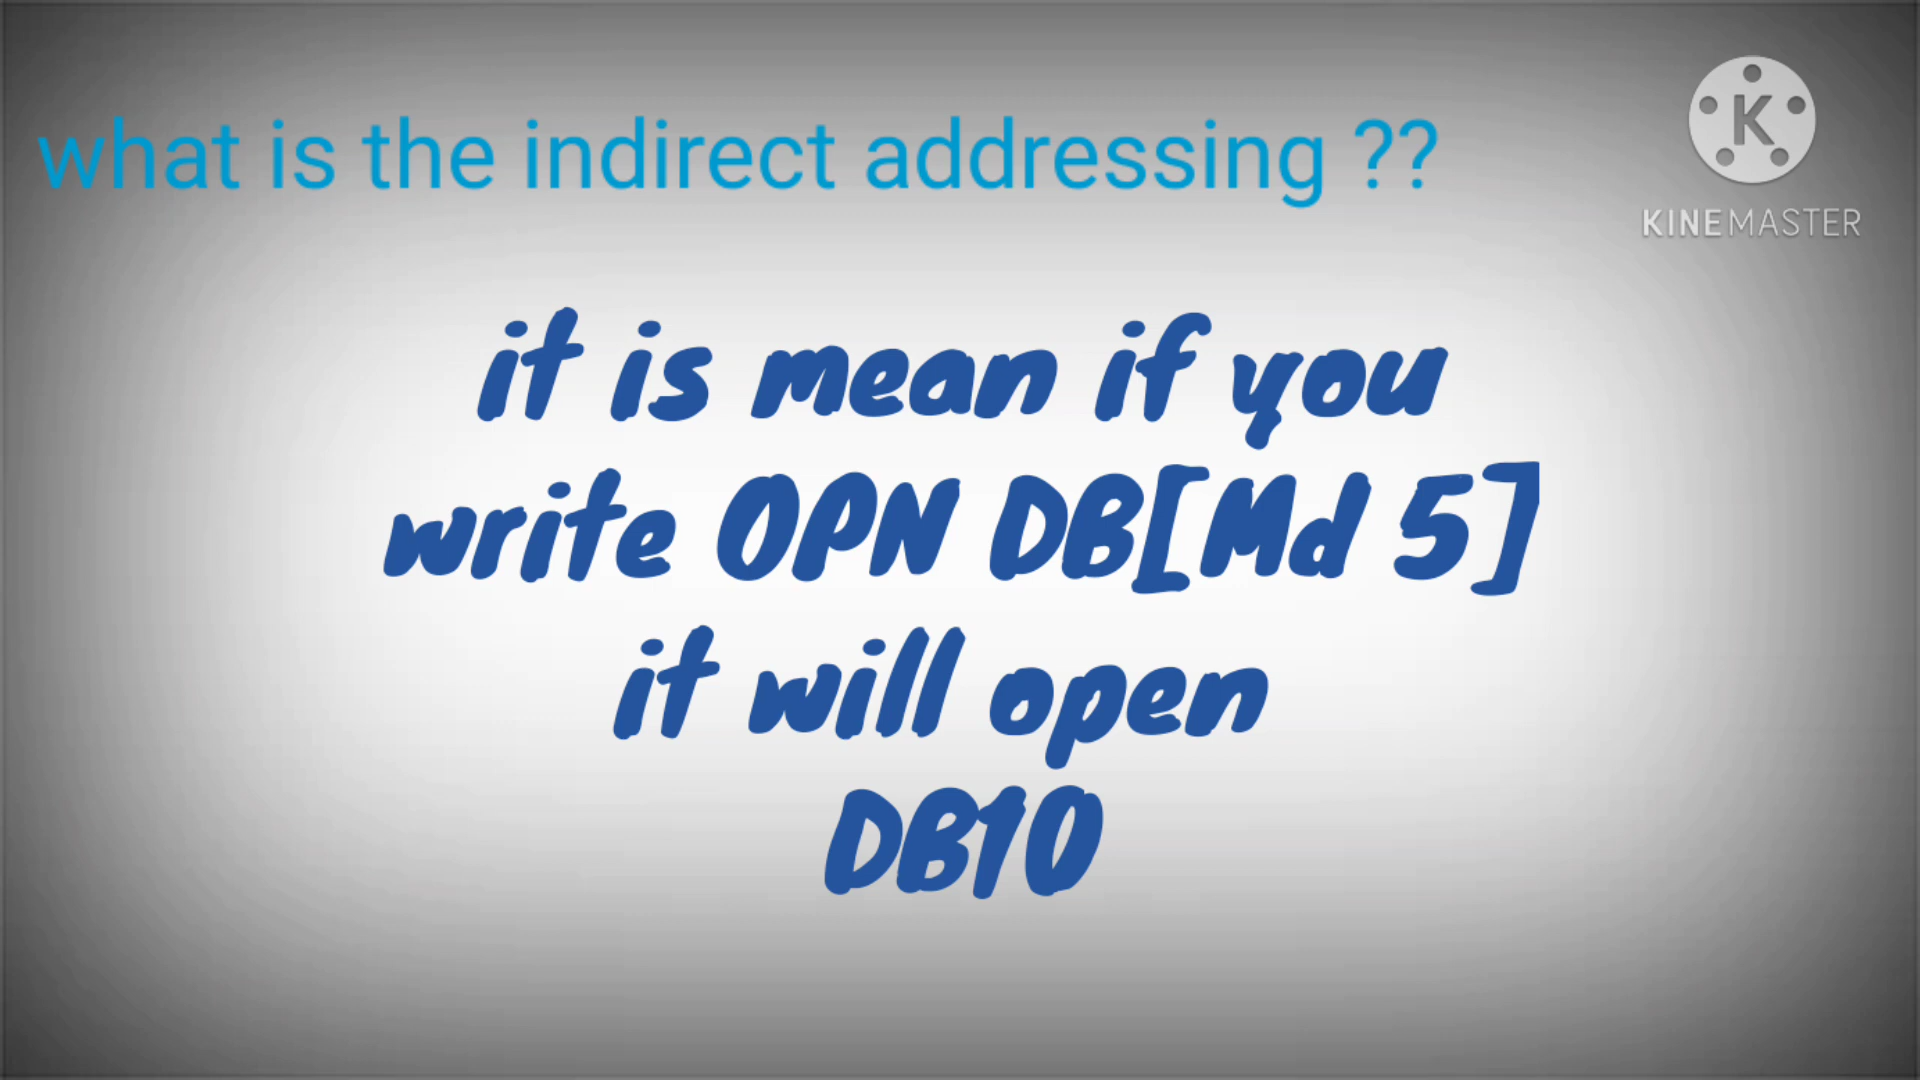 what is the indirect addressing ??
K
KINEMASTER
it is mean if you
write OPN DB[Md 5]
it will open
DB10